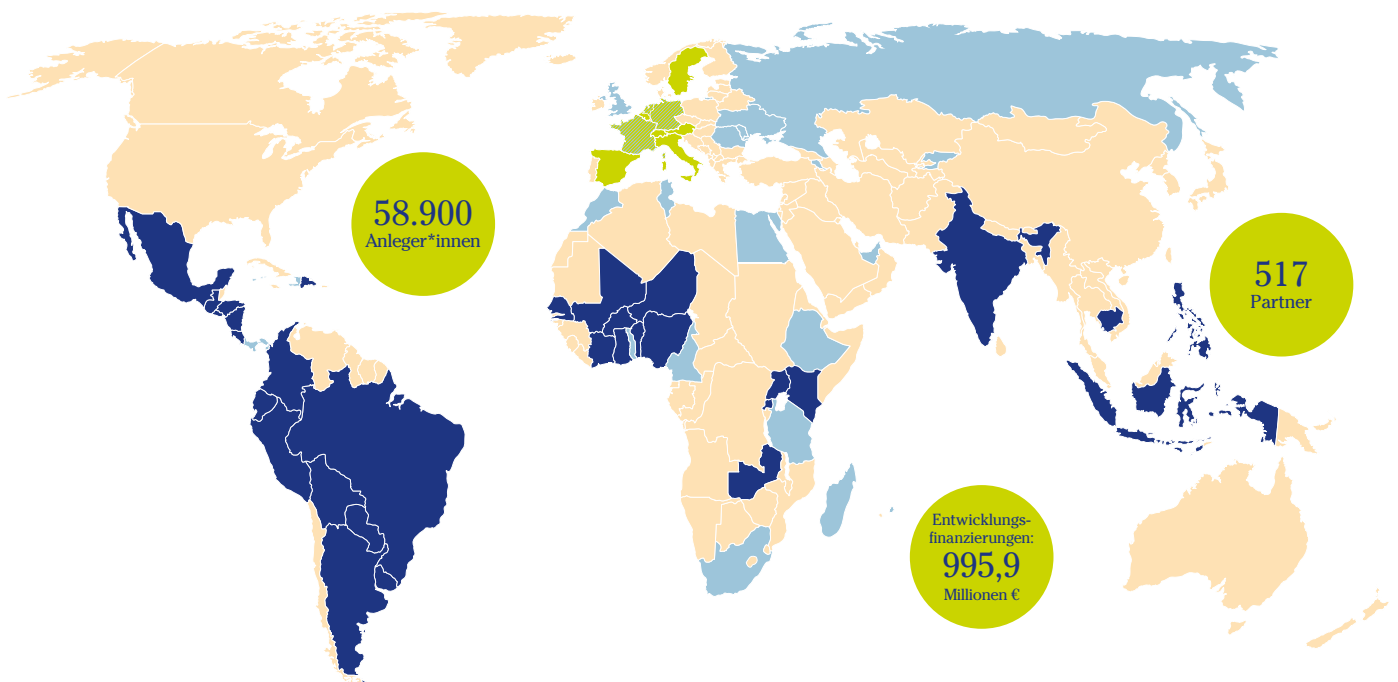 58.900
Anleger*innen
517
Partner
Entwicklungs-
finanzierungen:
995,9
Millionen €